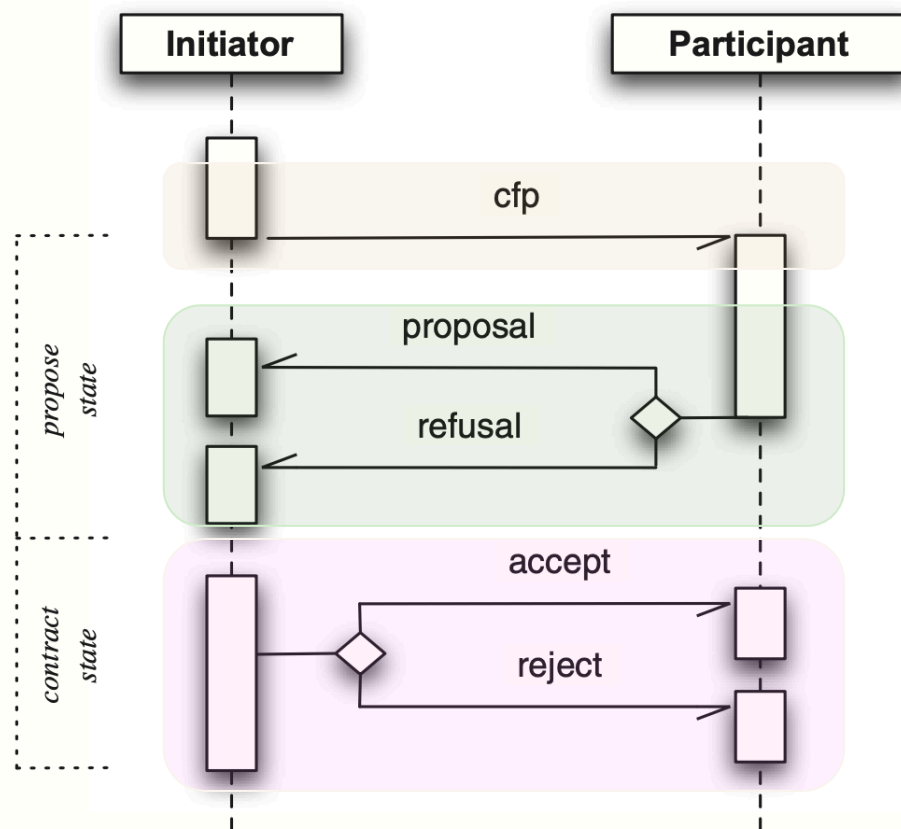 Initiator
Participant
cfp
propose
state
proposal
refusal
contract
state
accept
reject